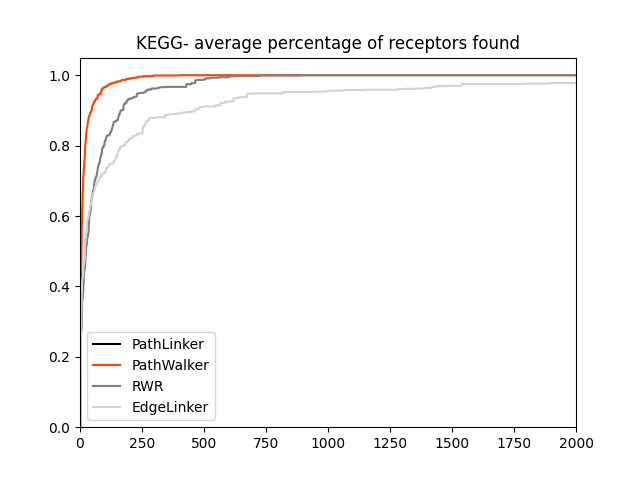 KEGG- average percentage of receptors found
1.0
0.8
0.6
0.4
0.2
0.0
PathLinker
PathWalker
RWR
EdgeLinker
0 250 500 750 1000 1250 1500 1750 2000